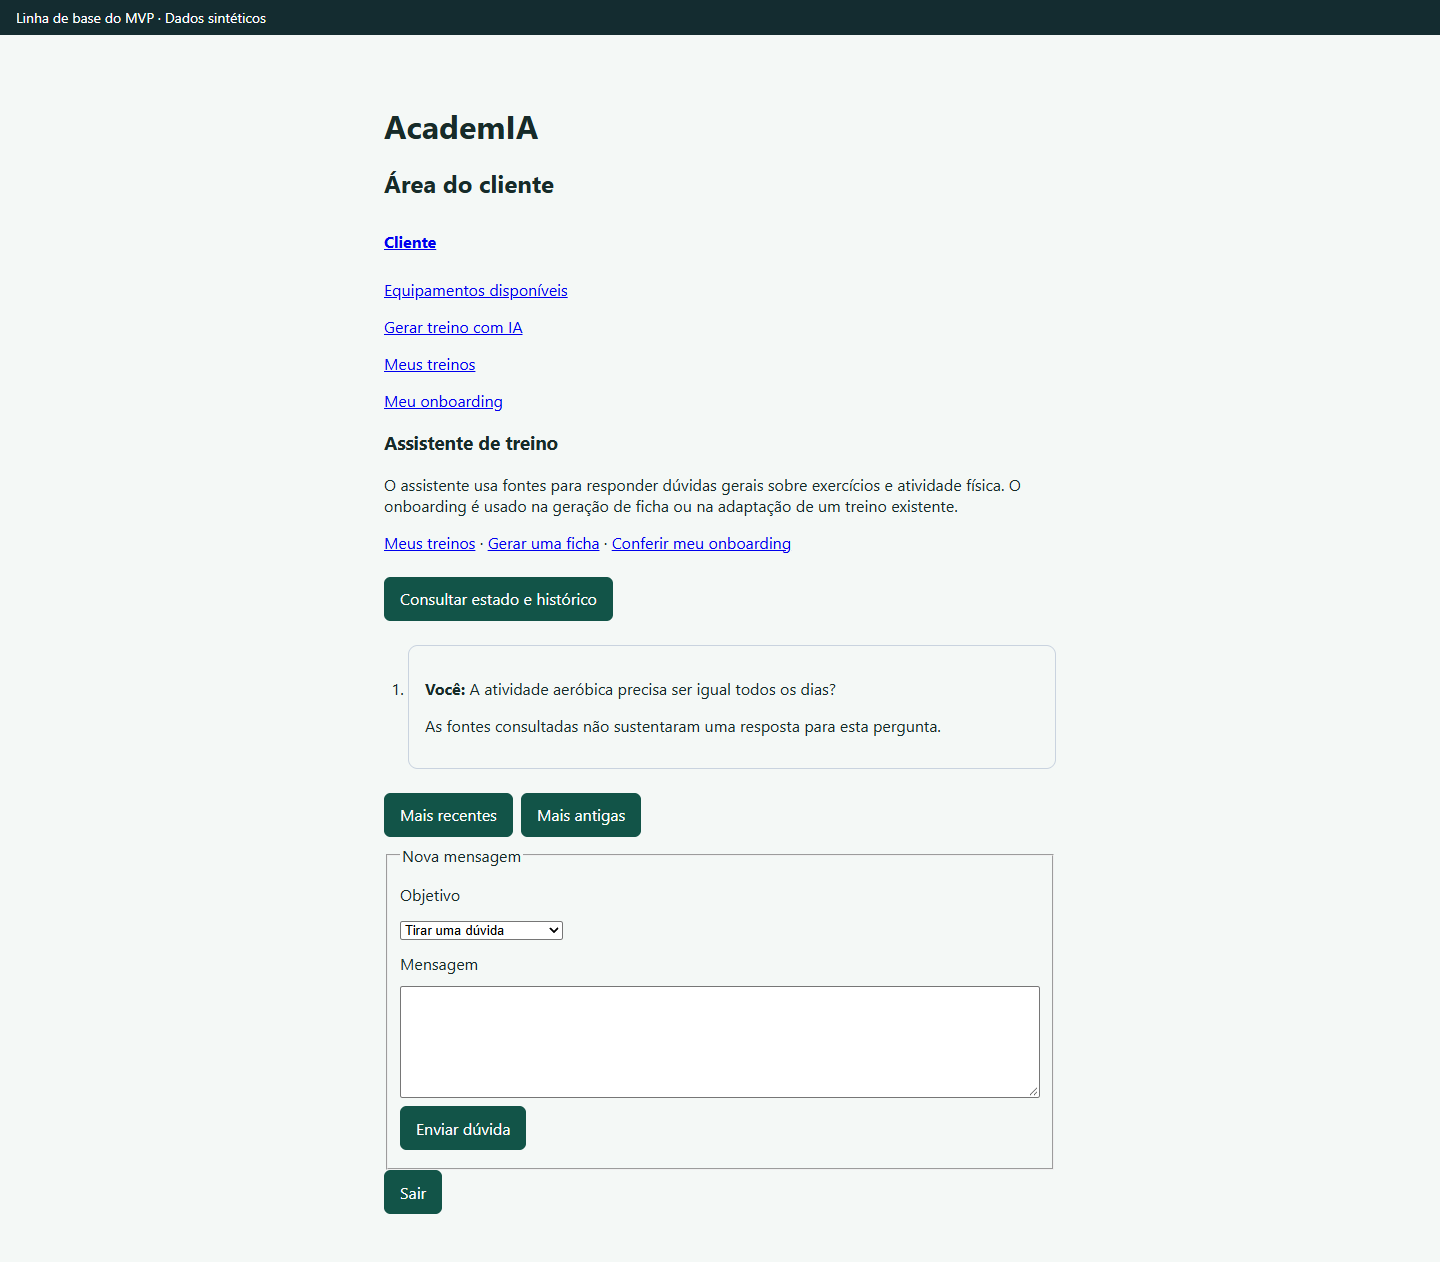 Linha de base do MVP · Dados sintéticos
AcademIA
Área do cliente
Cliente
Equipamentos disponíveis
Gerar treino com IA
Meus treinos
Meu onboarding
Assistente de treino
O assistente usa fontes para responder dúvidas gerais sobre exercícios e atividade física. O
onboarding é usado na geração de ficha ou na adaptação de um treino existente.
Meus treinos · Gerar uma ficha · Conferir meu onboarding
Consultar estado e histórico
1. Você: A atividade aeróbica precisa ser igual todos os dias?
As fontes consultadas não sustentaram uma resposta para esta pergunta.
Mais recentes Mais antigas
Nova mensagem
Objetivo
Tirar uma dúvida
Mensagem
Enviar dúvida
Sair